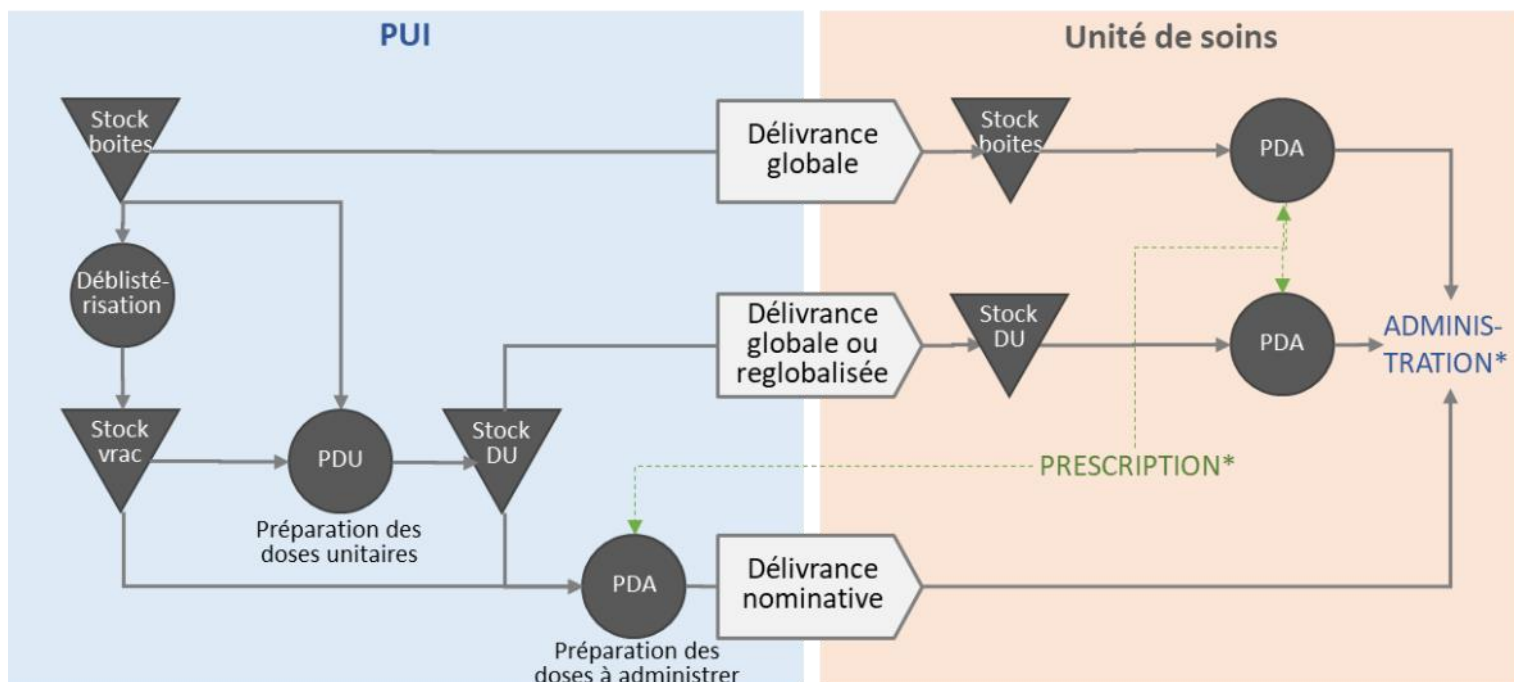 PUI
Unité de soins
Stock
boites
Délivrance
globale
Stock
boites
PDA
Déblisté-
risation
Délivrance
globale ou
reglobalisée
Stock
DU
PDA
ADMINIS-
TRATION*
Stock
vrac
PDU
Stock
DU
PRESCRIPTION*
Préparation des
doses unitaires
PDA
Délivrance
nominative
Préparation des
doses à administrer